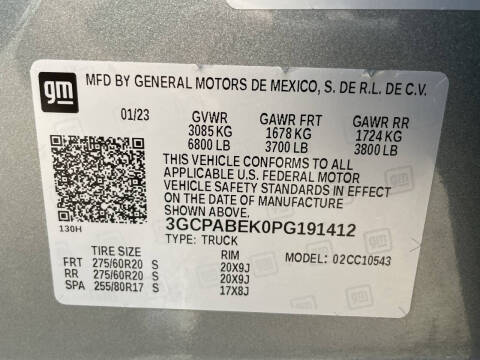 gm
MFD BY GENERAL MOTORS DE MEXICO, S. DE R.L. DE C.V.
01/23 GVWR GAWR FRT GAWR RR
3085 KG 1678 KG 1724 KG
6800 LB 3700 LB 3800 LB
THIS VEHICLE CONFORMS TO ALL
APPLICABLE U.S. FEDERAL MOTOR
VEHICLE SAFETY STANDARDS IN EFFECT
ON THE DATE OF MANUFACTURE
SHOWN ABOVE.
130H 3GCPABEK0PG191412
TYPE: TRUCK
TIRE SIZE RIM MODEL: 02CC10543
FRT 275/60R20 S 20X9J
RR 275/60R20 S 20X9J
SPA 255/80R17 S 17X8J